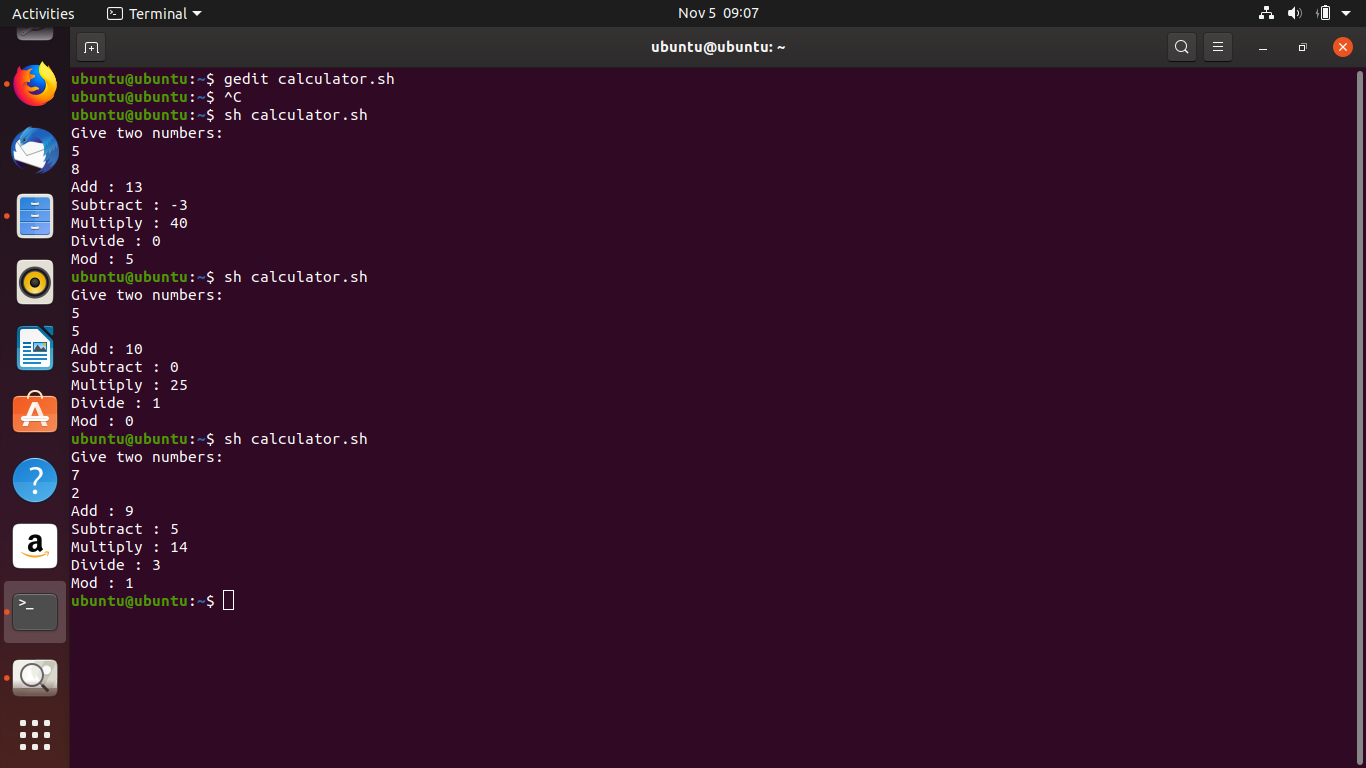 Activities
Terminal
Nov 5 09:07
ubuntu@ubuntu: ~
ubuntu@ubuntu:~$ gedit calculator.sh
ubuntu@ubuntu:~$ ^C
ubuntu@ubuntu:~$ sh calculator.sh
Give two numbers:
5
8
Add : 13
Subtract : -3
Multiply : 40
Divide : 0
Mod : 5
ubuntu@ubuntu:~$ sh calculator.sh
Give two numbers:
5
5
Add : 10
Subtract : 0
Multiply : 25
Divide : 1
Mod : 0
ubuntu@ubuntu:~$ sh calculator.sh
Give two numbers:
7
2
Add : 9
Subtract : 5
Multiply : 14
Divide : 3
Mod : 1
ubuntu@ubuntu:~$